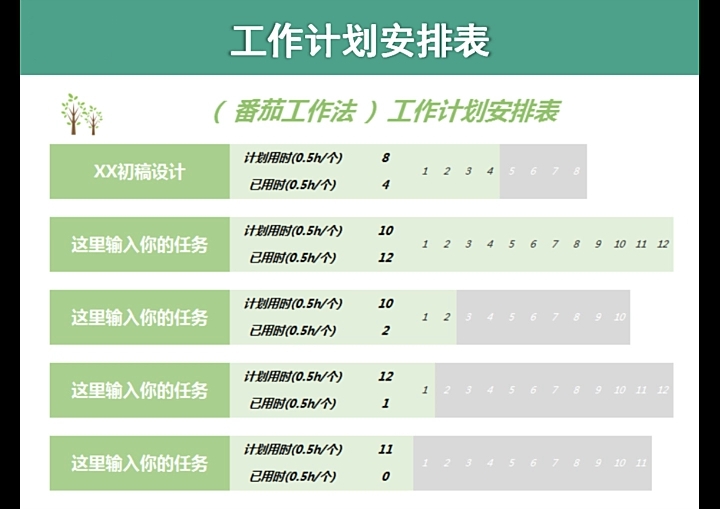 工作计划安排表
（ 番茄工作法 ）工作计划安排表
XX初稿设计
计划用时(0.5h/个) 8
已用时(0.5h/个) 4
1 2 3 4 5 6 7 8
这里输入你的任务
计划用时(0.5h/个) 10
已用时(0.5h/个) 12
1 2 3 4 5 6 7 8 9 10 11 12
这里输入你的任务
计划用时(0.5h/个) 10
已用时(0.5h/个) 2
1 2 3 4 5 6 7 8 9 10
这里输入你的任务
计划用时(0.5h/个) 12
已用时(0.5h/个) 1
1 2 3 4 5 6 7 8 9 10 11 12
这里输入你的任务
计划用时(0.5h/个) 11
已用时(0.5h/个) 0
1 2 3 4 5 6 7 8 9 10 11